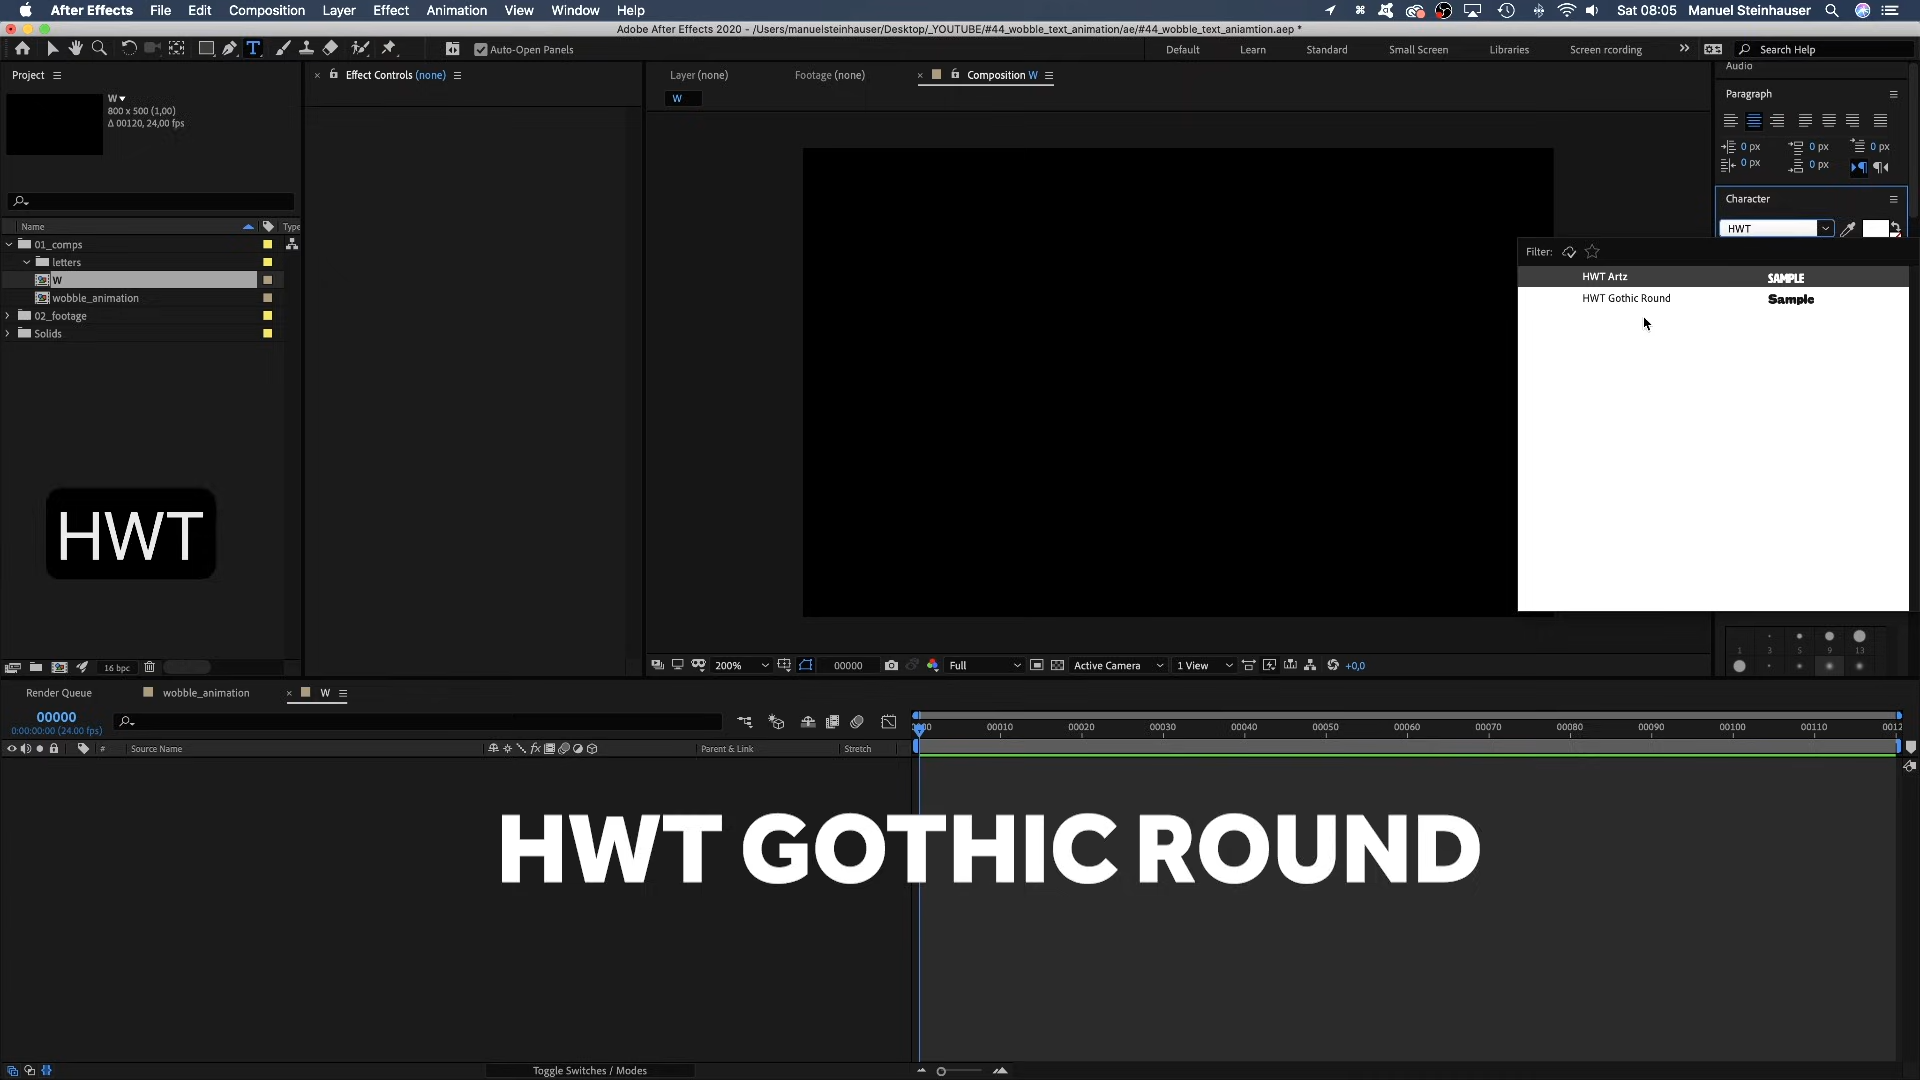 After Effects File Edit Composition Layer Effect Animation View Window Help
Sat 08:05 Manuel Steinhauser
Adobe After Effects 2020 - /Users/manuelsteinhauser/Desktop/_YOUTUBE/#44_wobble_text_animation/ae/#44_wobble_text_aniamtion.aep *
Auto-Open Panels
Default Learn Standard Small Screen Libraries Screen rcording Search Help
Project
Effect Controls (none)
Layer (none) Footage (none) Composition W
W
W
800 x 500 (1,00)
Δ 00120, 24,00 fps
Name Type
01_comps
letters
W
wobble_animation
02_footage
Solids
HWT
16 bpc
Audio
Paragraph
0 px 0 px 0 px
0 px 0 px
Character
HWT
Filter:
HWT Artz SAMPLE
HWT Gothic Round Sample
1 3 5 9 13
200% 00000 Full Active Camera 1 View +0,0
Render Queue wobble_animation W
00000
0:00:00:00 (24.00 fps)
# Source Name Parent & Link Stretch
00010 00020 00030 00040 00050 00060 00070 00080 00090 00100 00110 0012
HWT GOTHIC ROUND
Toggle Switches / Modes